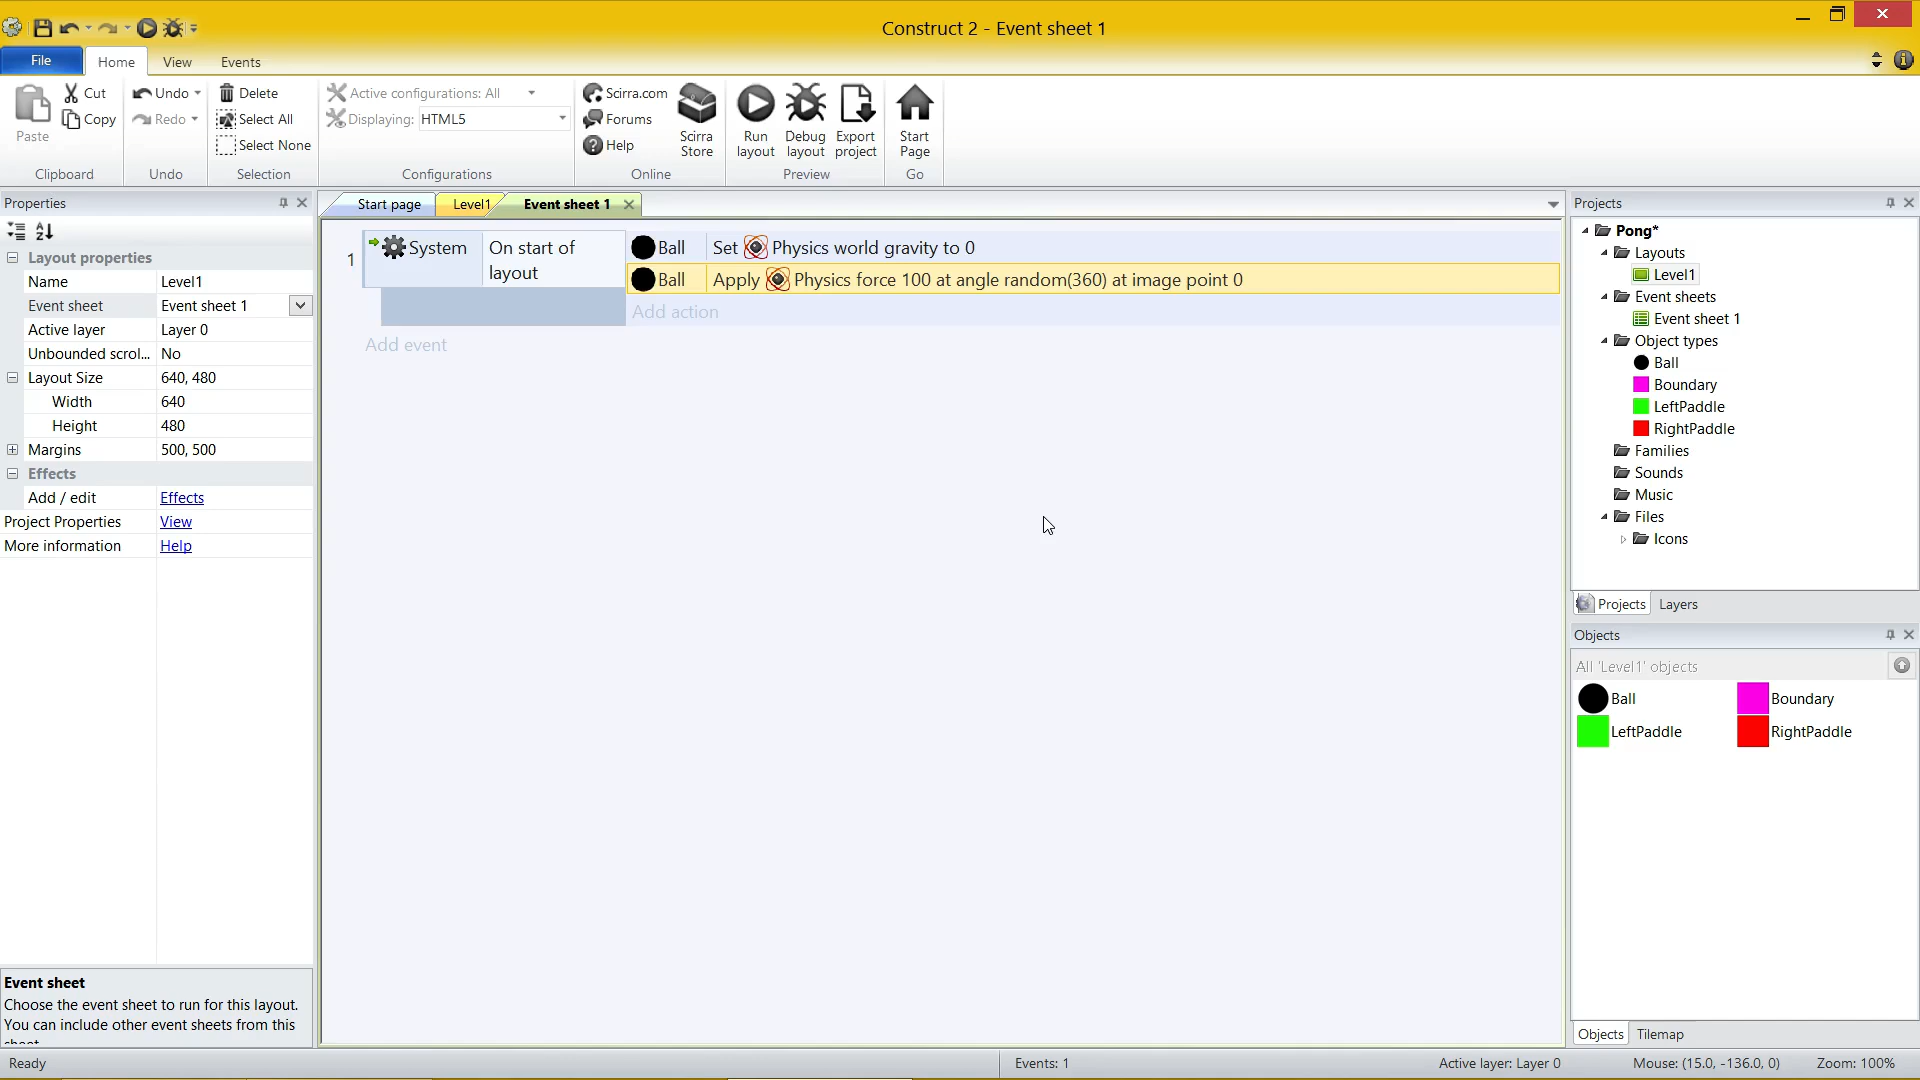 Construct 2 - Event sheet 1
File
Home
View
Events
Paste
Cut
Copy
Clipboard
Undo
Redo
Undo
Delete
Select All
Select None
Selection
Active configurations: All
Displaying: HTML5
Configurations
Scirra.com
Forums
Help
Scirra
Store
Online
Run
layout
Debug
layout
Export
project
Preview
Start
Page
Go
Properties
Layout properties
Name Level1
Event sheet Event sheet 1
Active layer Layer 0
Unbounded scrol... No
Layout Size 640, 480
Width 640
Height 480
Margins 500, 500
Effects
Add / edit Effects
Project Properties View
More information Help
Event sheet
Choose the event sheet to run for this layout.
You can include other event sheets from this
Start page
Level1
Event sheet 1
1
System
On start of
layout
Ball Set Physics world gravity to 0
Ball Apply Physics force 100 at angle random(360) at image point 0
Add action
Add event
Projects
Pong*
Layouts
Level1
Event sheets
Event sheet 1
Object types
Ball
Boundary
LeftPaddle
RightPaddle
Families
Sounds
Music
Files
Icons
Projects
Layers
Objects
All 'Level1' objects
Ball
Boundary
LeftPaddle
RightPaddle
Objects
Tilemap
Ready
Events: 1
Active layer: Layer 0
Mouse: (15.0, -136.0, 0)
Zoom: 100%